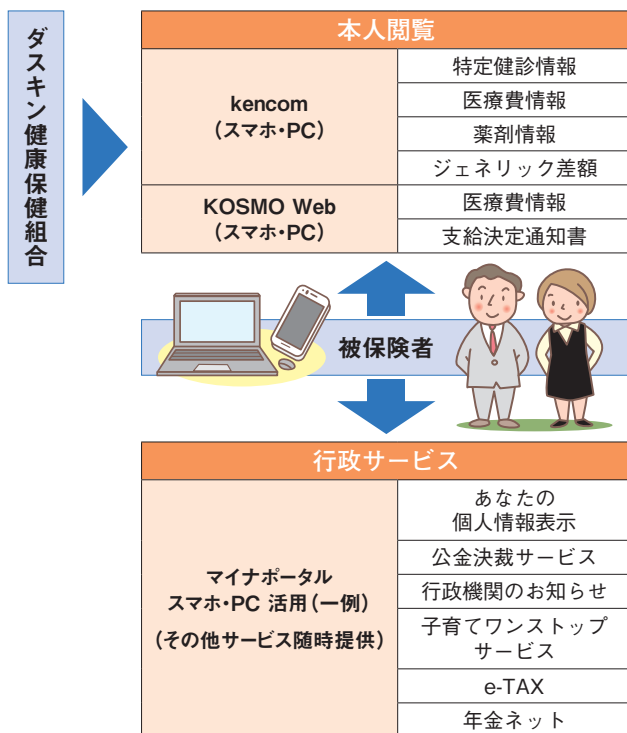 ダスキン健康保健組合
本人閲覧
kencom
（スマホ・PC）
特定健診情報
医療費情報
薬剤情報
ジェネリック差額
KOSMO Web
（スマホ・PC）
医療費情報
支給決定通知書
被保険者
行政サービス
マイナポータル
スマホ・PC 活用（一例）
（その他サービス随時提供）
あなたの
個人情報表示
公金決裁サービス
行政機関のお知らせ
子育てワンストップ
サービス
e-TAX
年金ネット